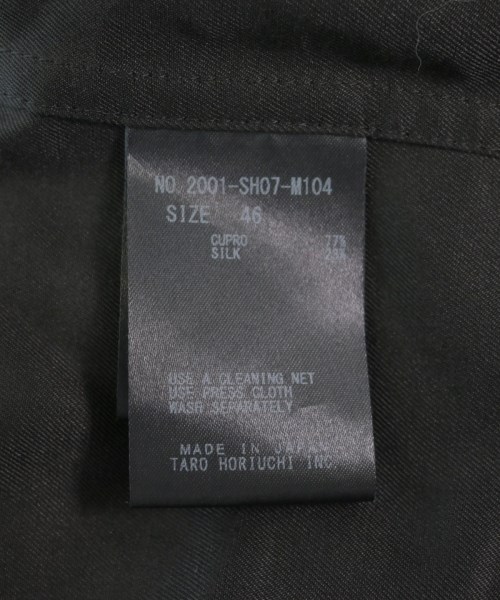 NO 2001-SH07-M104
SIZE 46
CUPRO 77%
SILK
USE A CLEANING NET
USE PRESS CLOTH
WASH SEPARATELY
MADE IN JAPAN
TARO HORIUCHI INC.